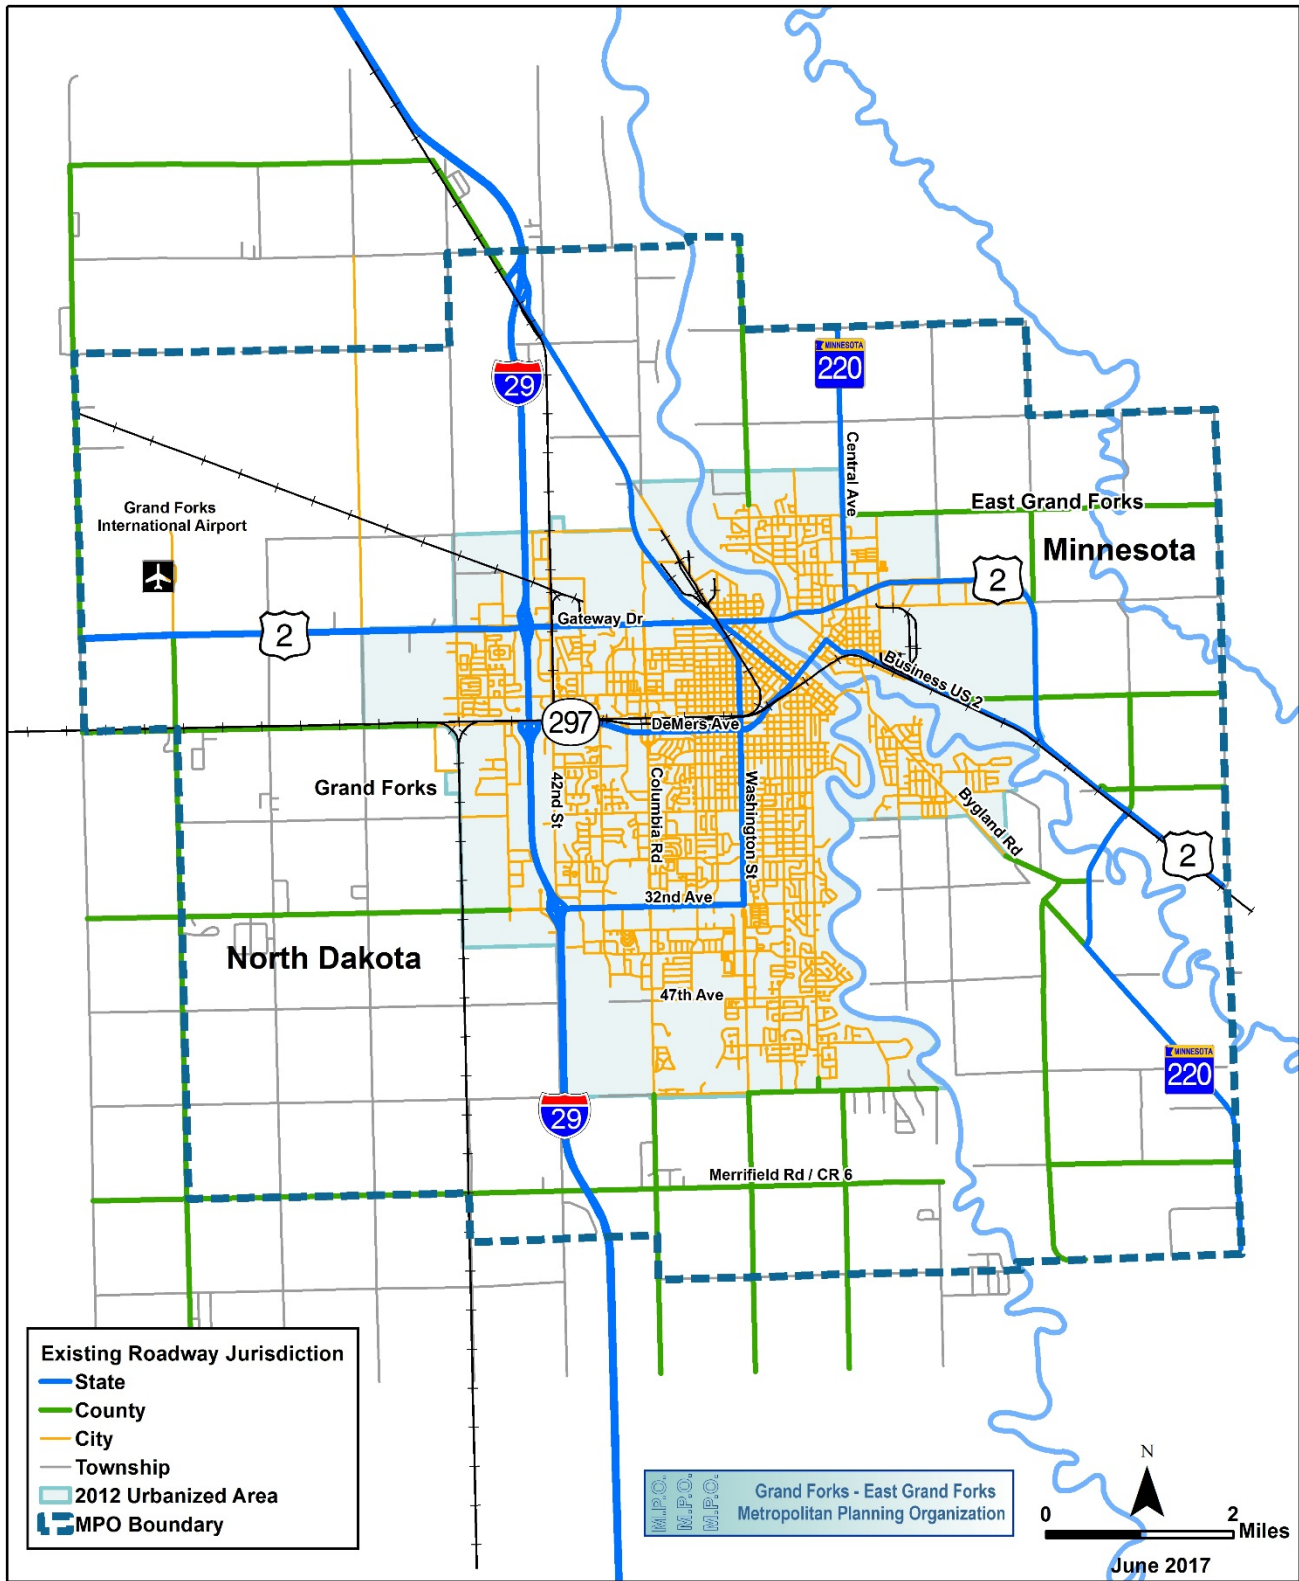 MINNESOTA
220
29
Central Ave
East Grand Forks
Grand Forks
International Airport
Minnesota
2
Gateway Dr
2
Business US 2
297
DeMers Ave
Grand Forks
42nd St
Columbia Rd
Washington St
Bygland Rd
2
32nd Ave
North Dakota
47th Ave
MINNESOTA
220
29
Merrifield Rd / CR 6
Existing Roadway Jurisdiction
State
County
City
Township
2012 Urbanized Area
MPO Boundary
M.P.O.
M.P.O.
M.P.O.
Grand Forks - East Grand Forks
Metropolitan Planning Organization
N
0 2
Miles
June 2017